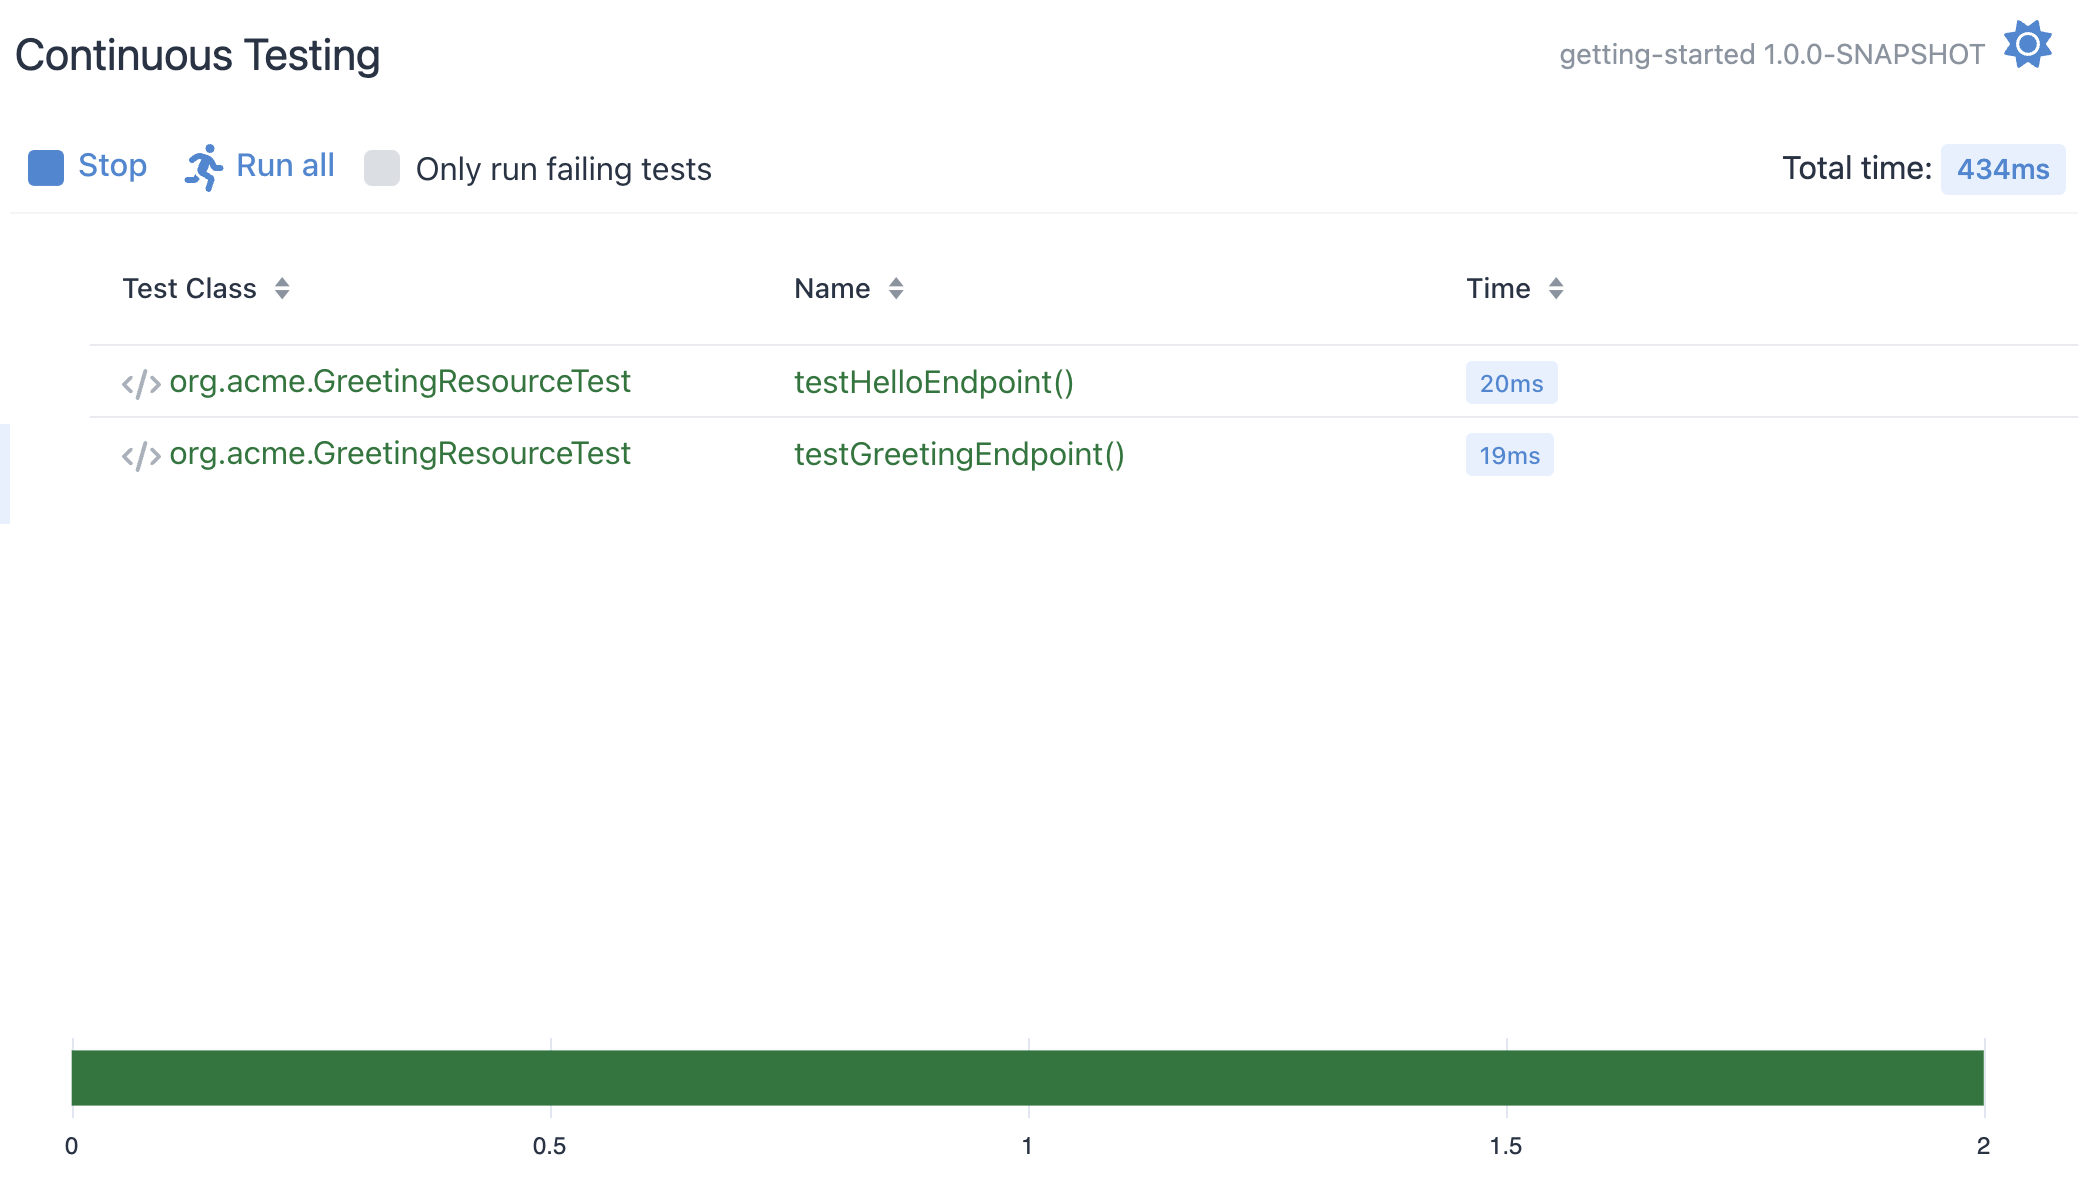 Continuous Testing
getting-started 1.0.0-SNAPSHOT
Stop Run all Only run failing tests Total time: 434ms
Test Class Name Time
</> org.acme.GreetingResourceTest testHelloEndpoint() 20ms
</> org.acme.GreetingResourceTest testGreetingEndpoint() 19ms
0 0.5 1 1.5 2